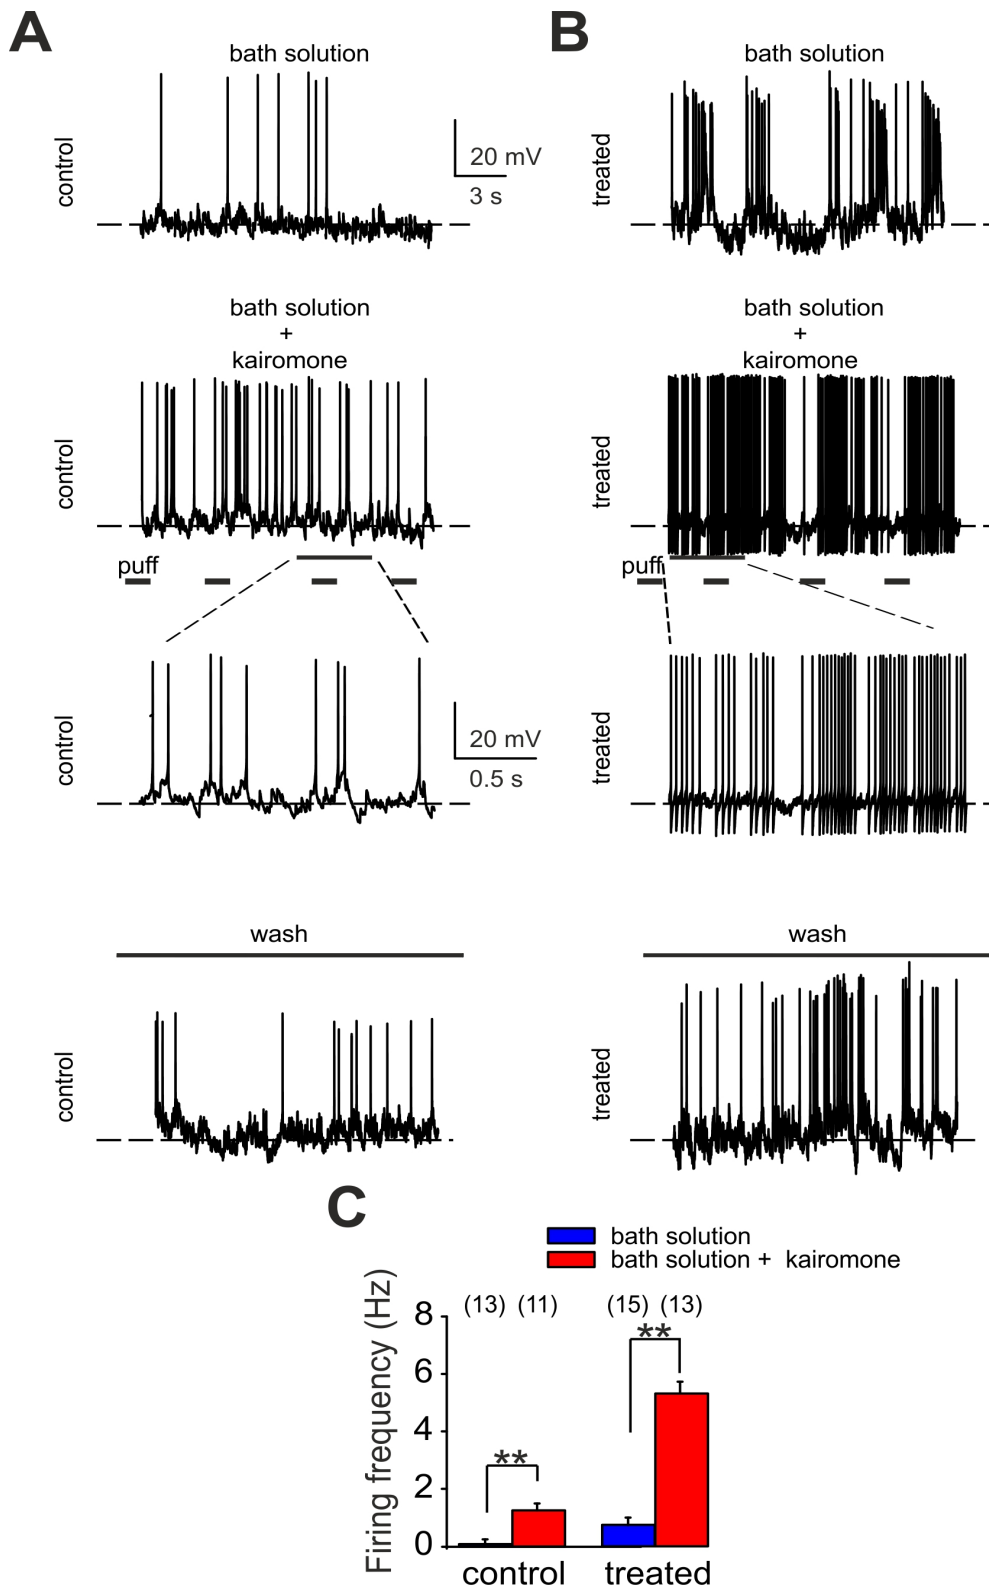 A
B
bath solution
bath solution
control
treated
20 mV
3 s
bath solution
+
kairomone
bath solution
+
kairomone
control
treated
puff
puff
control
treated
20 mV
0.5 s
wash
wash
control
treated
C
bath solution
bath solution + kairomone
Firing frequency (Hz)
8
6
4
2
0
(13) (11) (15) (13)
**
**
control treated